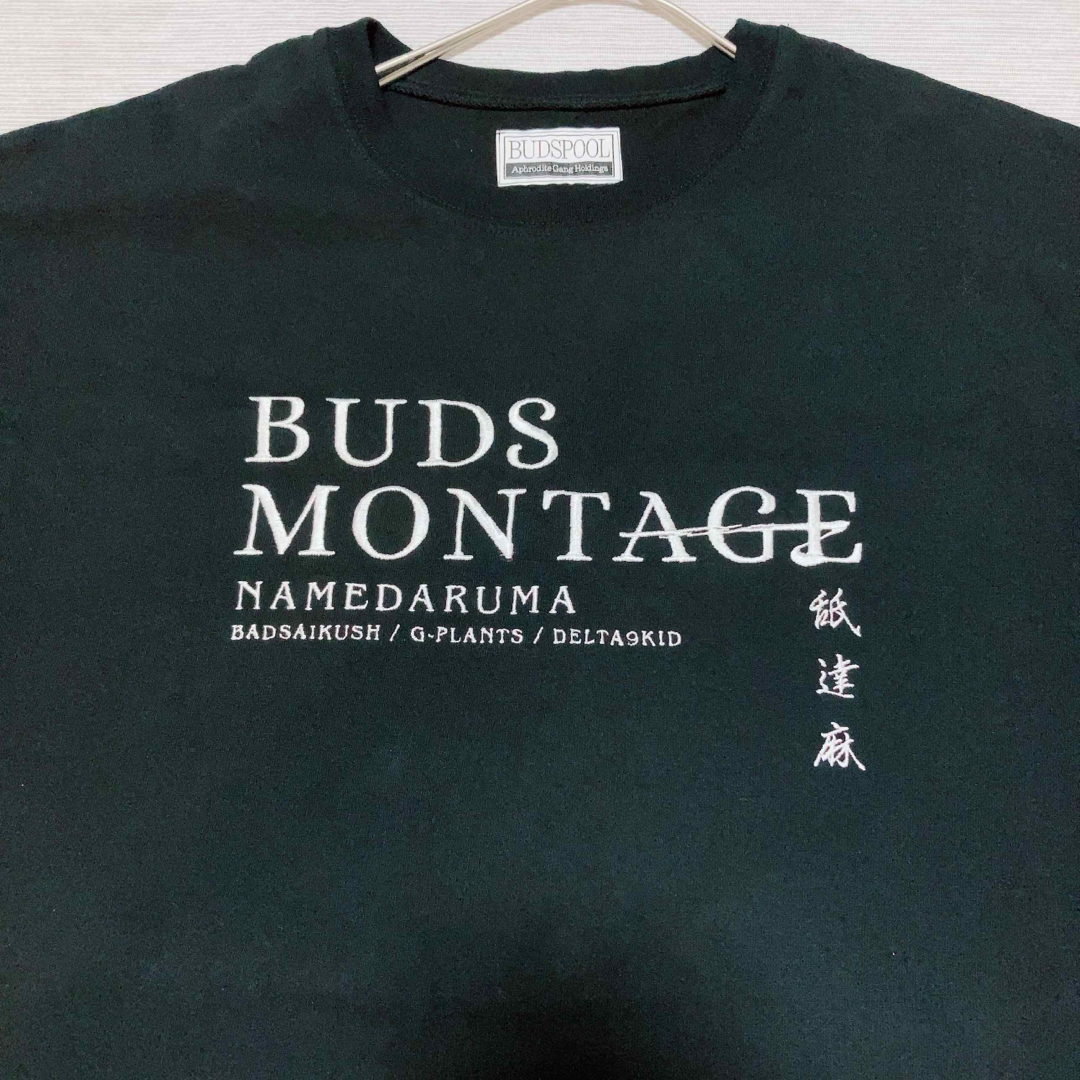 BUDSPOOL
Aphrodite Gang Holdings
BUDS
MONTAGE
NAMEDARUMA
BADSAIKUSH / G-PLANTS / DELTA9KID
舐達麻